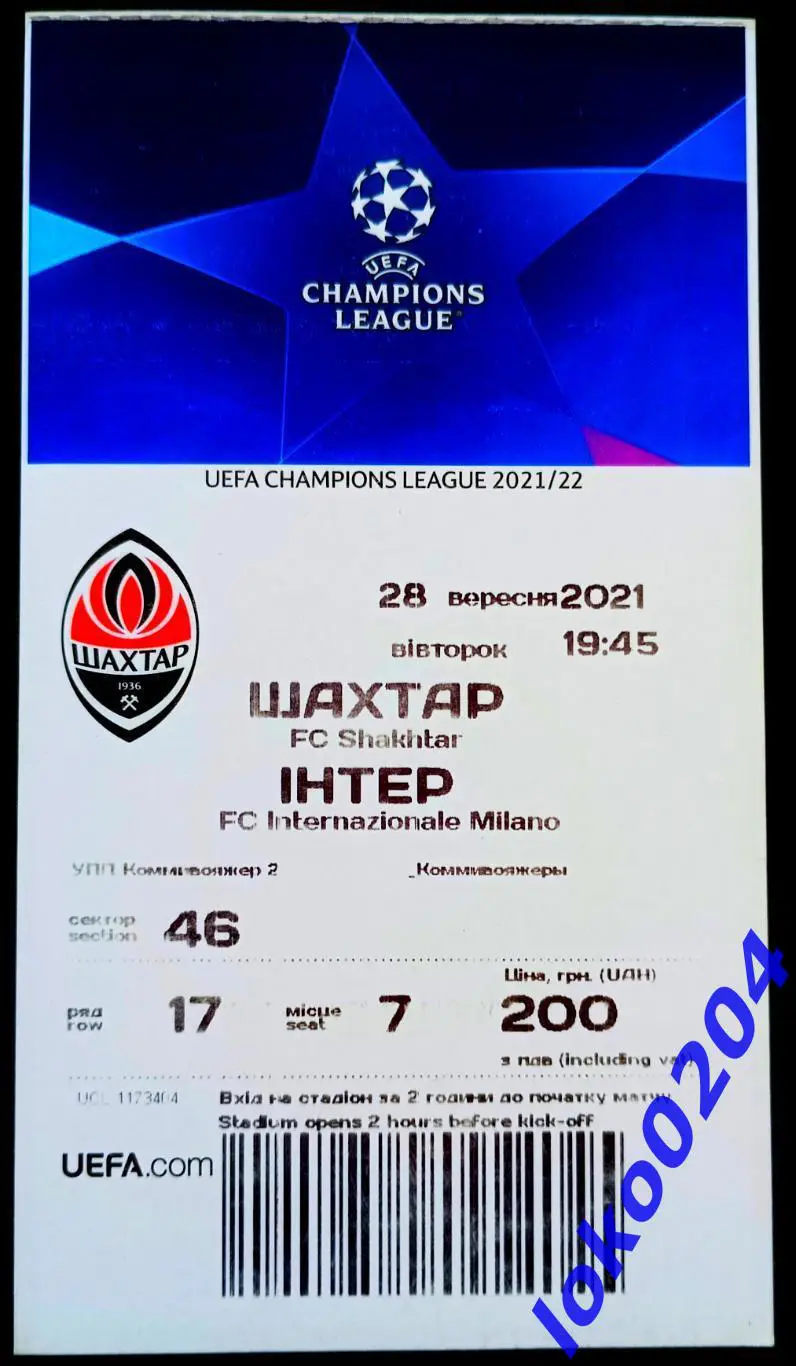 UEFA
CHAMPIONS
LEAGUE
UEFA CHAMPIONS LEAGUE 2021/22
ШАХТАР
1936
28 вересня 2021
вівторок 19:45
ШАХТАР
FC Shakhtar
ІНТЕР
FC Internazionale Milano
УПЛ Коммивояжер 2 _Коммивояжеры
сектор
section 46
Ціна, грн. (UAH)
ряд
row 17 місце
seat 7 200
з пдв (including vat)
UCL 1173404 Вхід на стадіон за 2 години до початку матчу
Stadium opens 2 hours before kick-off
UEFA.com
loko0204